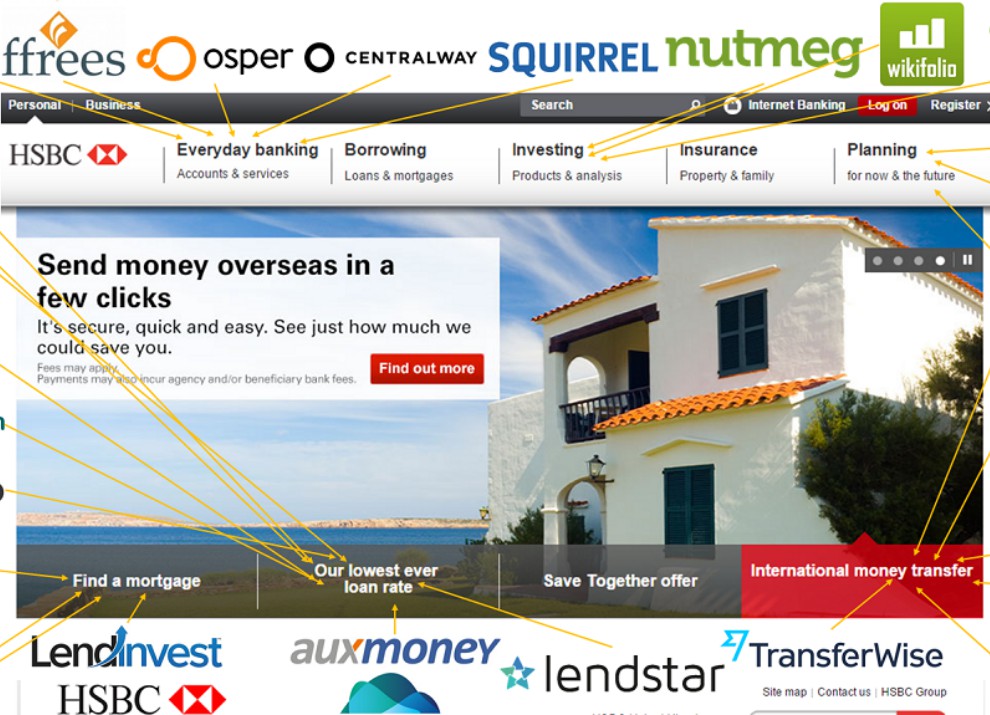 ffrees osper CENTRALWAY SQUIRREL nutmeg wikifolio
Personal | Business Search Internet Banking Log on Register
HSBC
Everyday banking Borrowing Investing Insurance Planning
Accounts & services Loans & mortgages Products & analysis Property & family for now & the future
Send money overseas in a
few clicks
It's secure, quick and easy. See just how much we
could save you.
Fees may apply.
Payments may also incur agency and/or beneficiary bank fees.
Find out more
Find a mortgage
Our lowest ever
loan rate
Save Together offer
International money transfer
LendInvest auxmoney lendstar TransferWise
HSBC
Site map | Contact us | HSBC Group